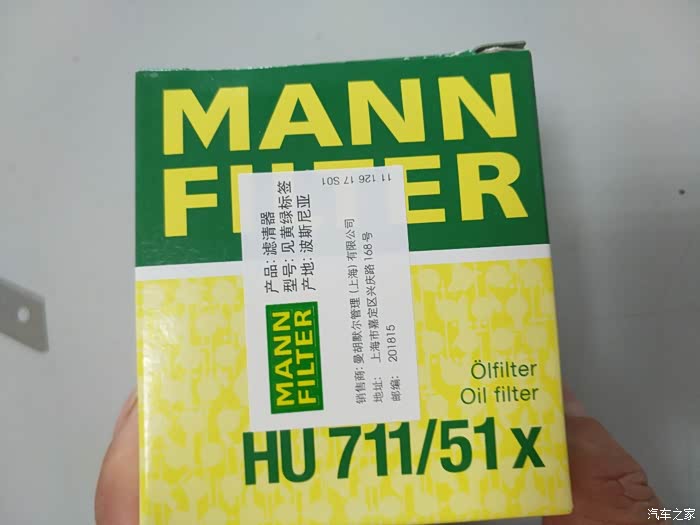 MANN
FILTER
产品: 滤清器
型号: 见黄绿标签
产地: 波斯尼亚
11 126 17 S01
MANN
FILTER
销售商: 曼胡默尔管理 (上海) 有限公司
地址: 上海市嘉定区兴庆路 168 号
邮编: 201815
Ölfilter
Oil filter
HU 711/51 x
汽车之家